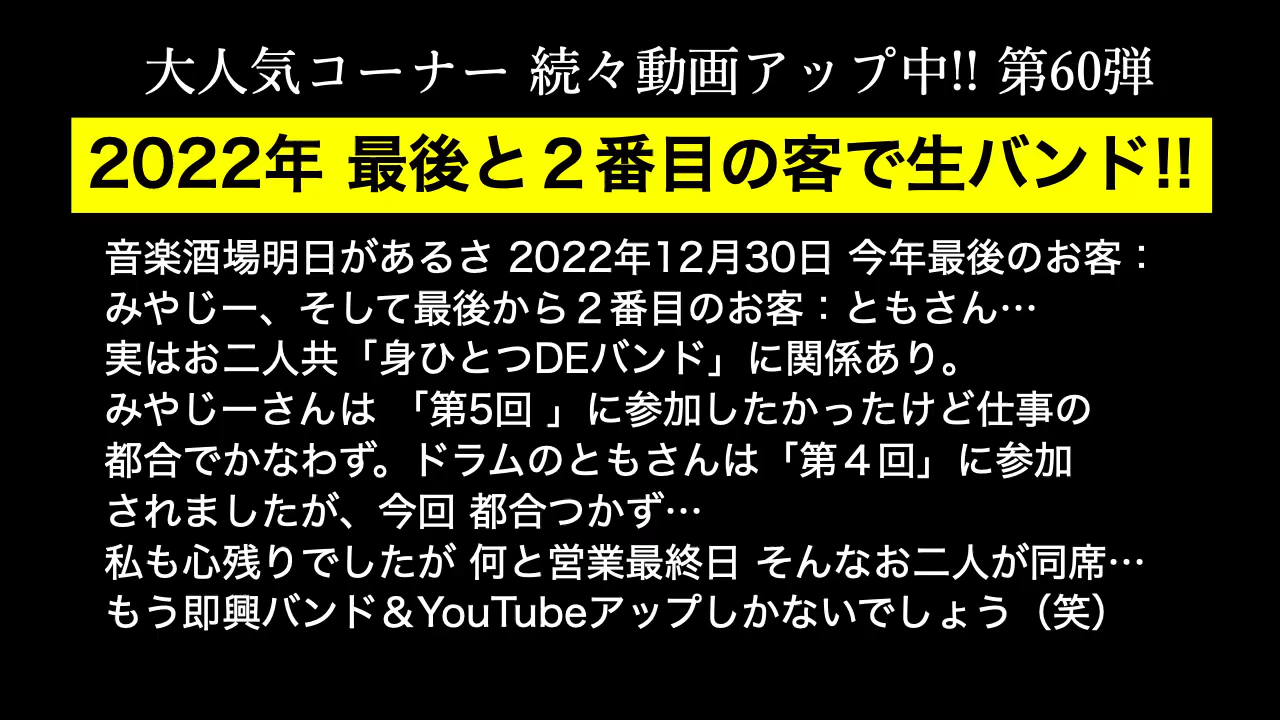 大人気コーナー 続々動画アップ中!! 第60弾
2022年 最後と２番目の客で生バンド!!
音楽酒場明日があるさ 2022年12月30日 今年最後のお客：
みやじー、そして最後から２番目のお客：ともさん…
実はお二人共「身ひとつDEバンド」に関係あり。
みやじーさんは 「第5回 」に参加したかったけど仕事の
都合でかなわず。ドラムのともさんは「第４回」に参加
されましたが、今回 都合つかず…
私も心残りでしたが 何と営業最終日 そんなお二人が同席…
もう即興バンド＆YouTubeアップしかないでしょう（笑）